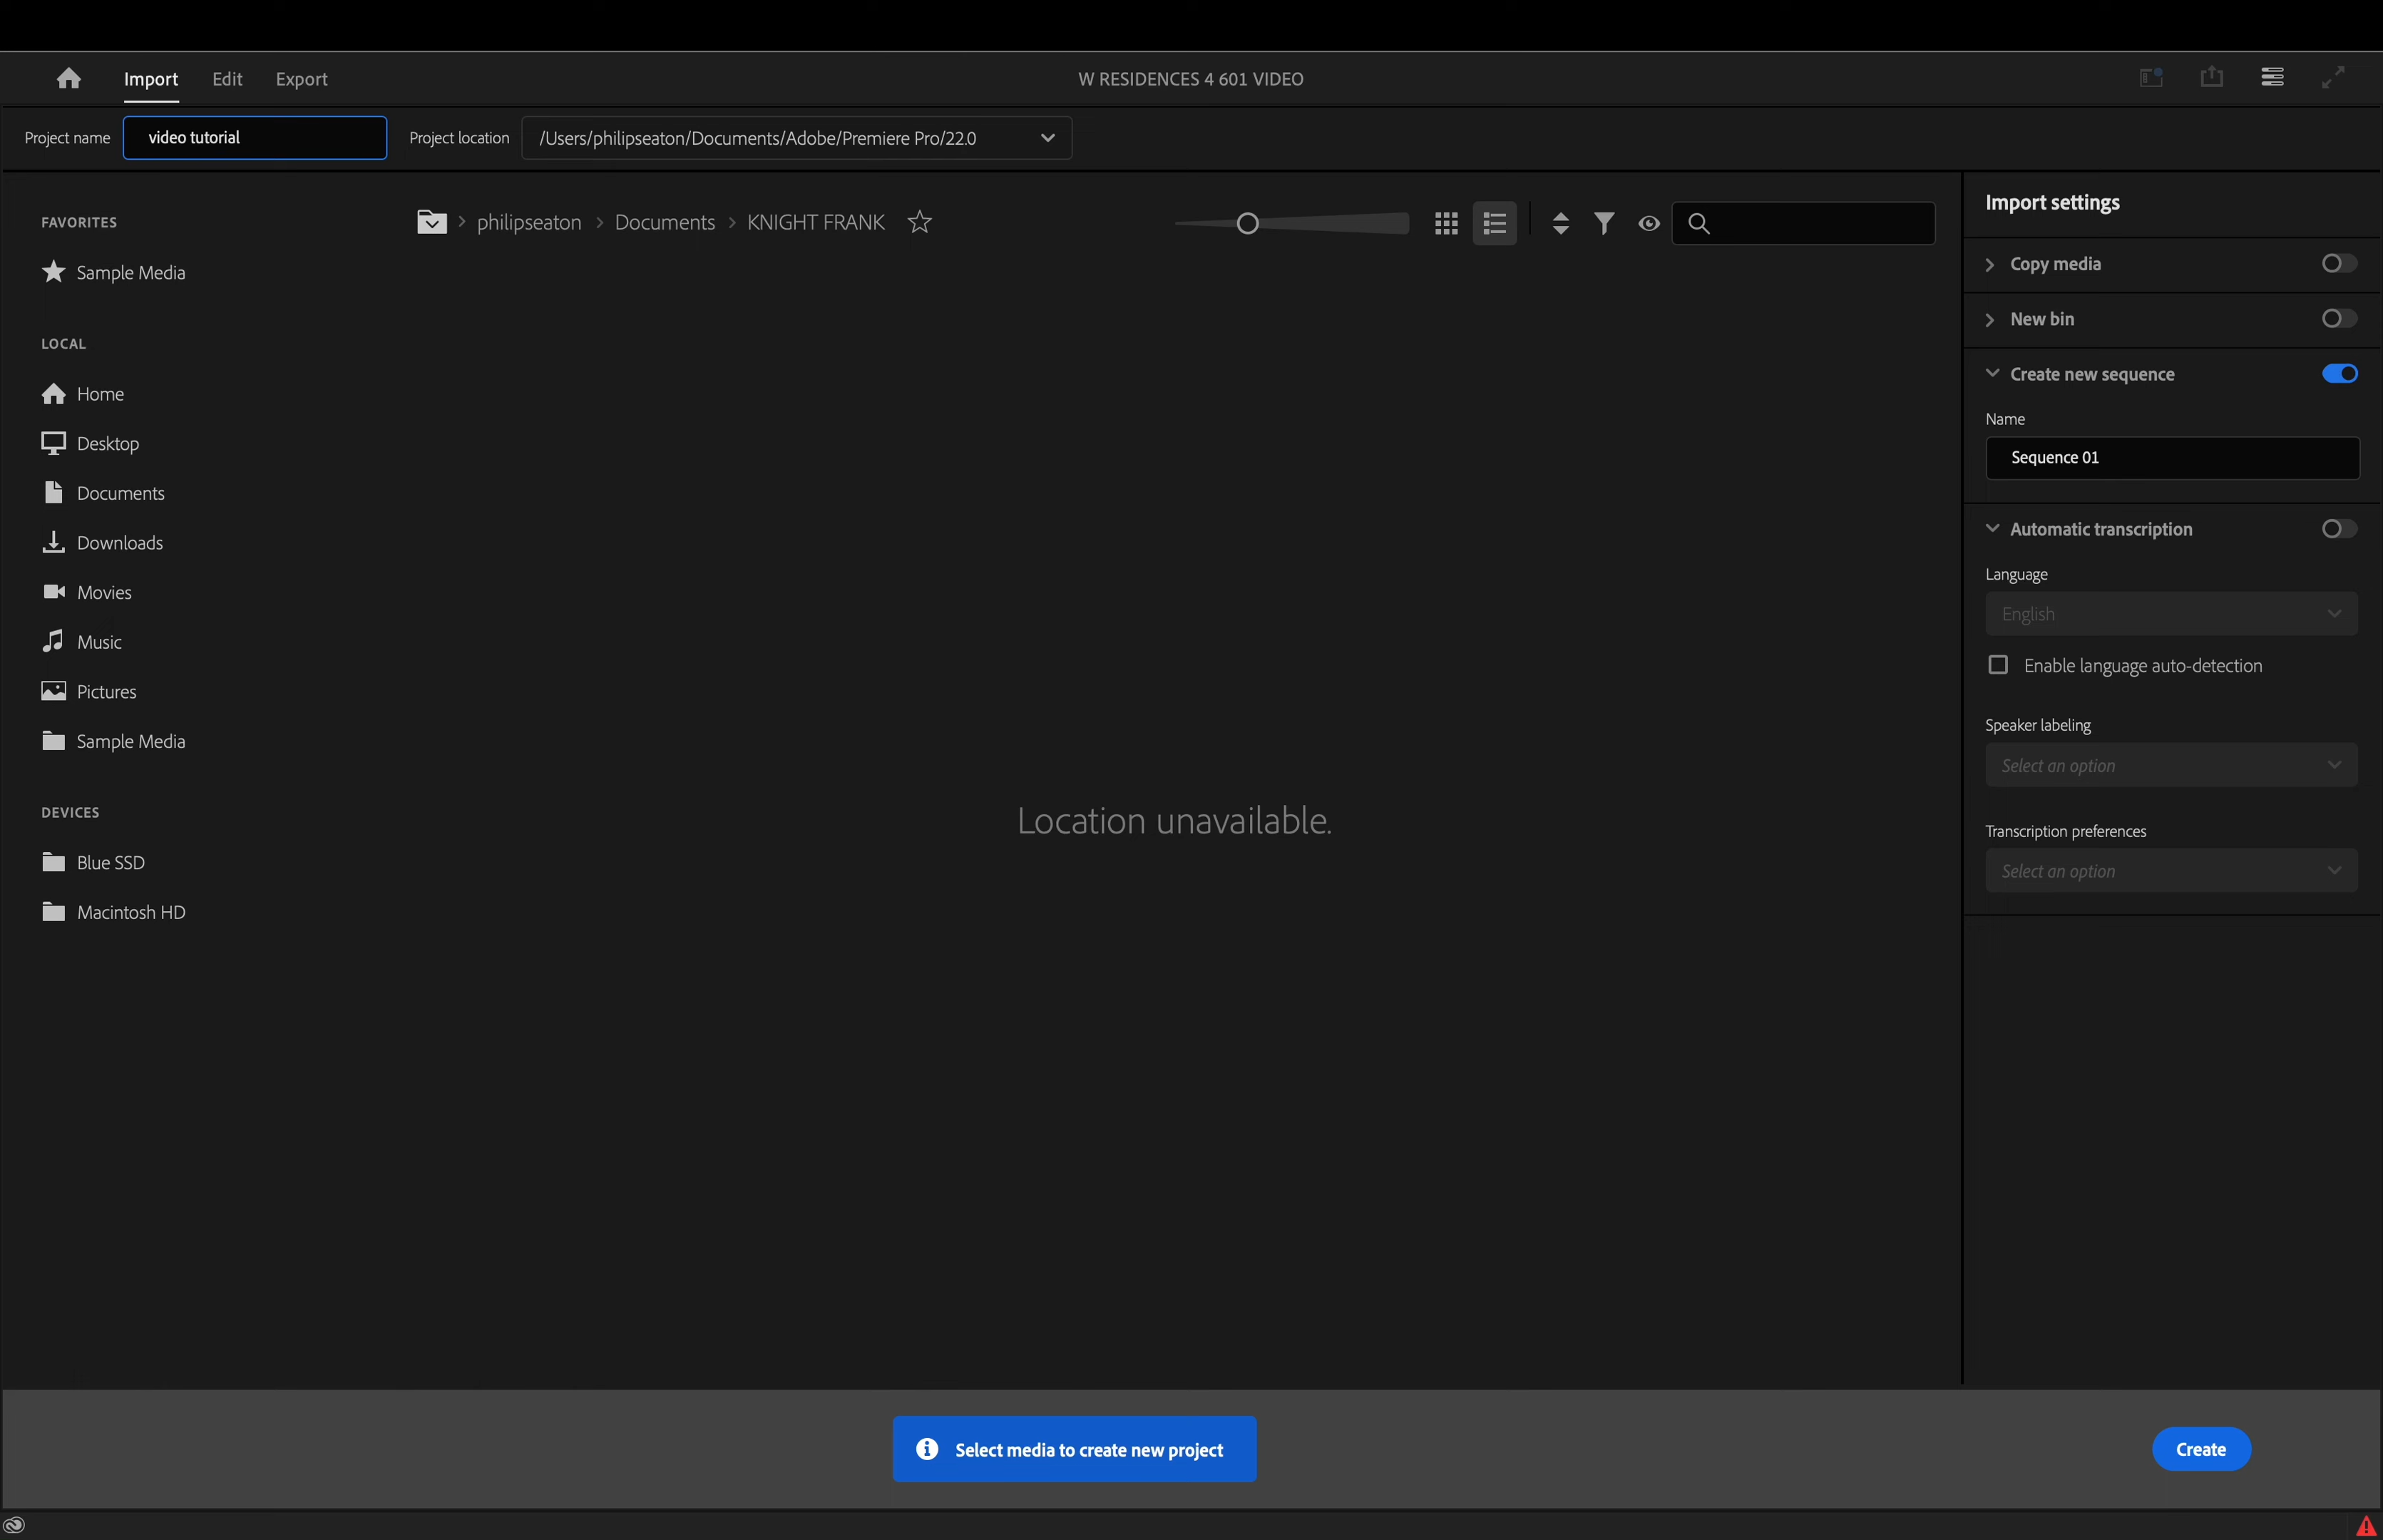 Import Edit Export W RESIDENCES 4 601 VIDEO
Project name video tutorial Project location /Users/philipseaton/Documents/Adobe/Premiere Pro/22.0
FAVORITES
Sample Media
LOCAL
Home
Desktop
Documents
Downloads
Movies
Music
Pictures
Sample Media
DEVICES
Blue SSD
Macintosh HD
philipseaton > Documents > KNIGHT FRANK
Location unavailable.
Import settings
Copy media
New bin
Create new sequence
Name
Sequence 01
Automatic transcription
Language
English
Enable language auto-detection
Speaker labeling
Select an option
Transcription preferences
Select an option
Select media to create new project
Create